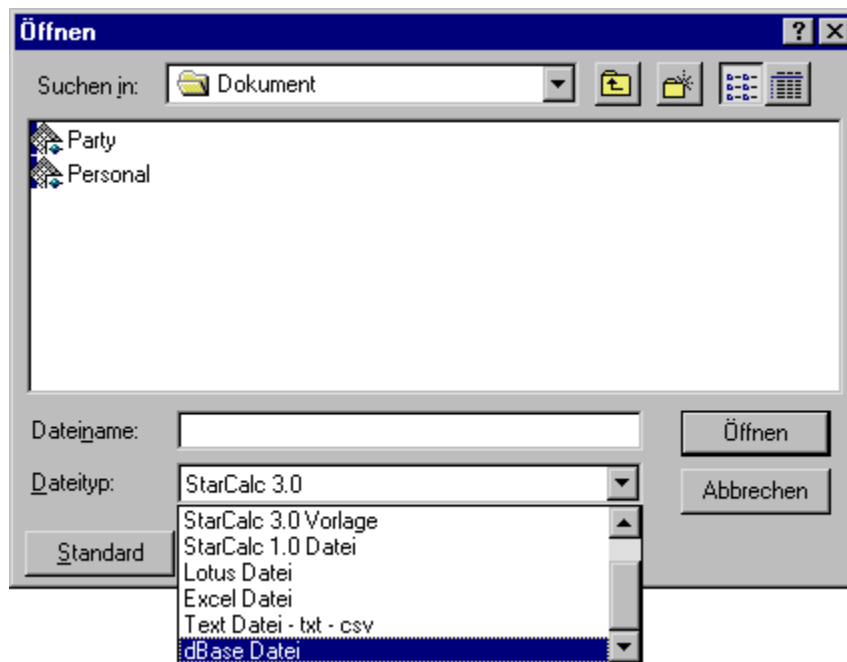 Öffnen
Suchen in: Dokument
Party
Personal
Dateiname: Öffnen
Dateityp: StarCalc 3.0 Abbrechen
StarCalc 3.0 Vorlage
StarCalc 1.0 Datei
Standard
Lotus Datei
Excel Datei
Text Datei - txt - csv
dBase Datei